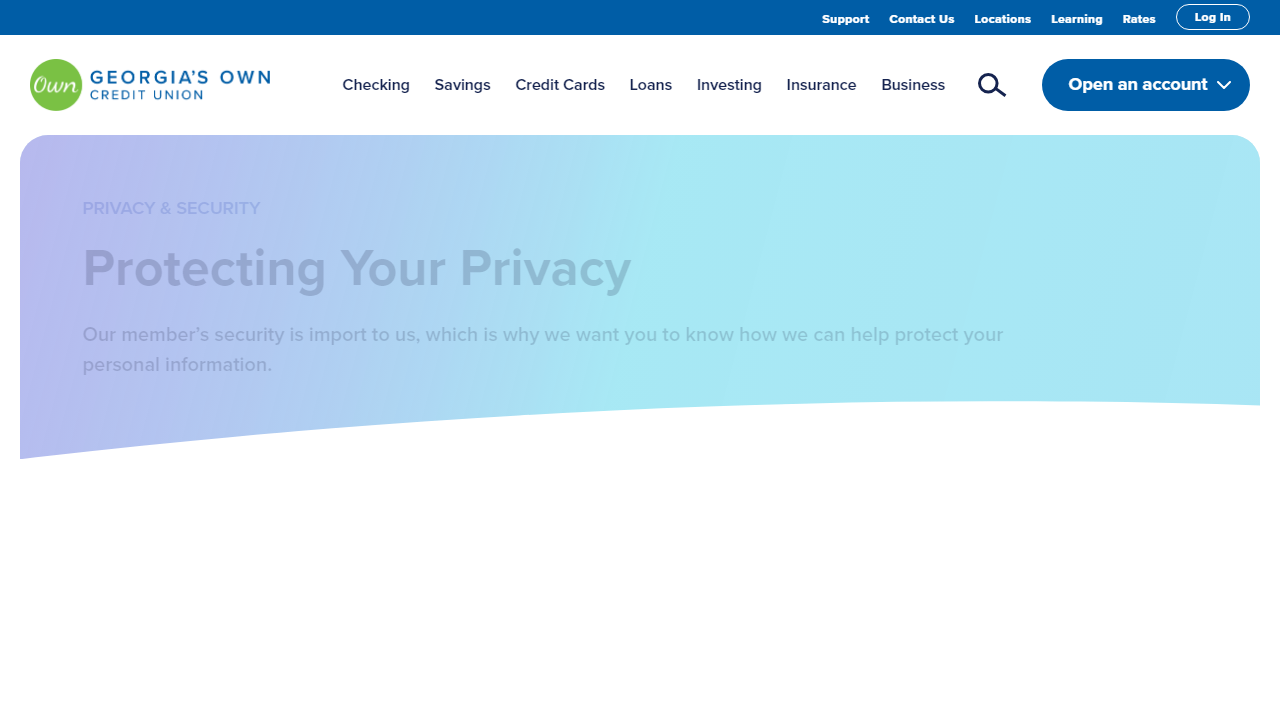 Support Contact Us Locations Learning Rates Log In
Own GEORGIA'S OWN
CREDIT UNION
Checking Savings Credit Cards Loans Investing Insurance Business Open an account
PRIVACY & SECURITY
Protecting Your Privacy
Our member’s security is import to us, which is why we want you to know how we can help protect your
personal information.